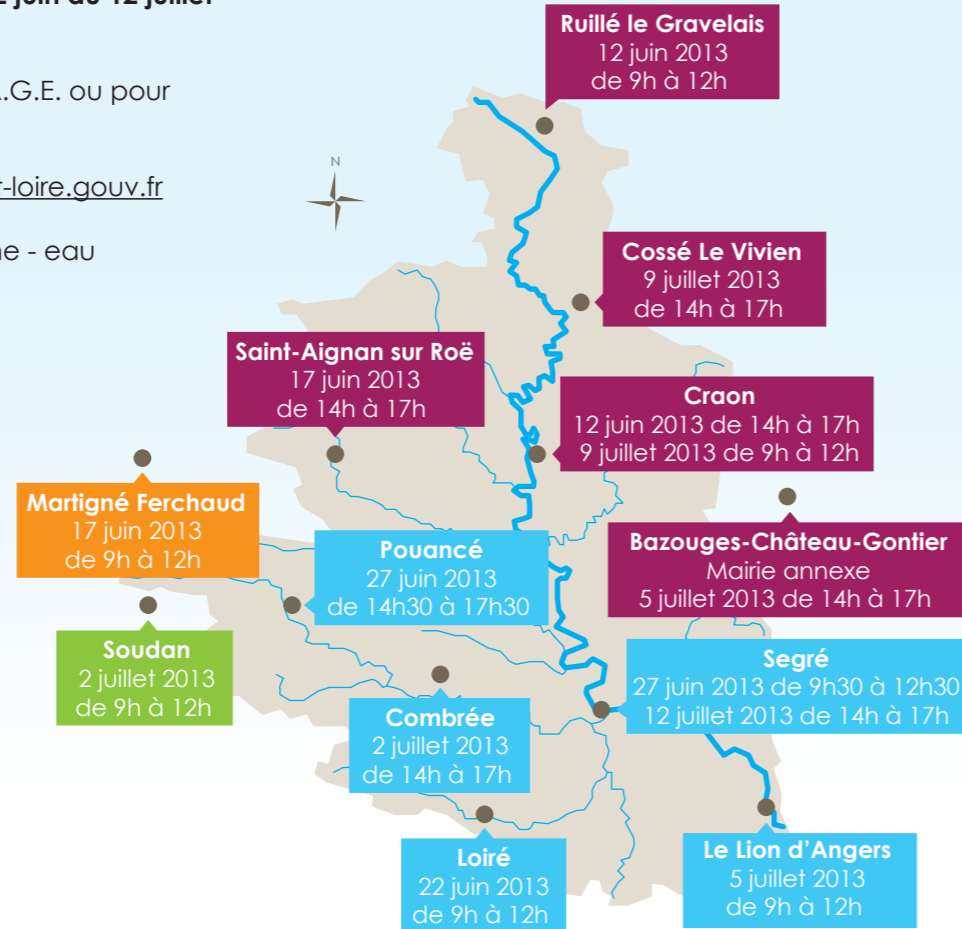 juin au 12 juillet
.G.E. ou pour
-loire.gouv.fr
- eau
N
Ruillé le Gravelais
12 juin 2013
de 9h à 12h
Cossé Le Vivien
9 juillet 2013
de 14h à 17h
Saint-Aignan sur Roë
17 juin 2013
de 14h à 17h
Craon
12 juin 2013 de 14h à 17h
9 juillet 2013 de 9h à 12h
Martigné Ferchaud
17 juin 2013
de 9h à 12h
Bazouges-Château-Gontier
Mairie annexe
5 juillet 2013 de 14h à 17h
Pouancé
27 juin 2013
de 14h30 à 17h30
Soudan
2 juillet 2013
de 9h à 12h
Segré
27 juin 2013 de 9h30 à 12h30
12 juillet 2013 de 14h à 17h
Combrée
2 juillet 2013
de 14h à 17h
Loiré
22 juin 2013
de 9h à 12h
Le Lion d'Angers
5 juillet 2013
de 9h à 12h